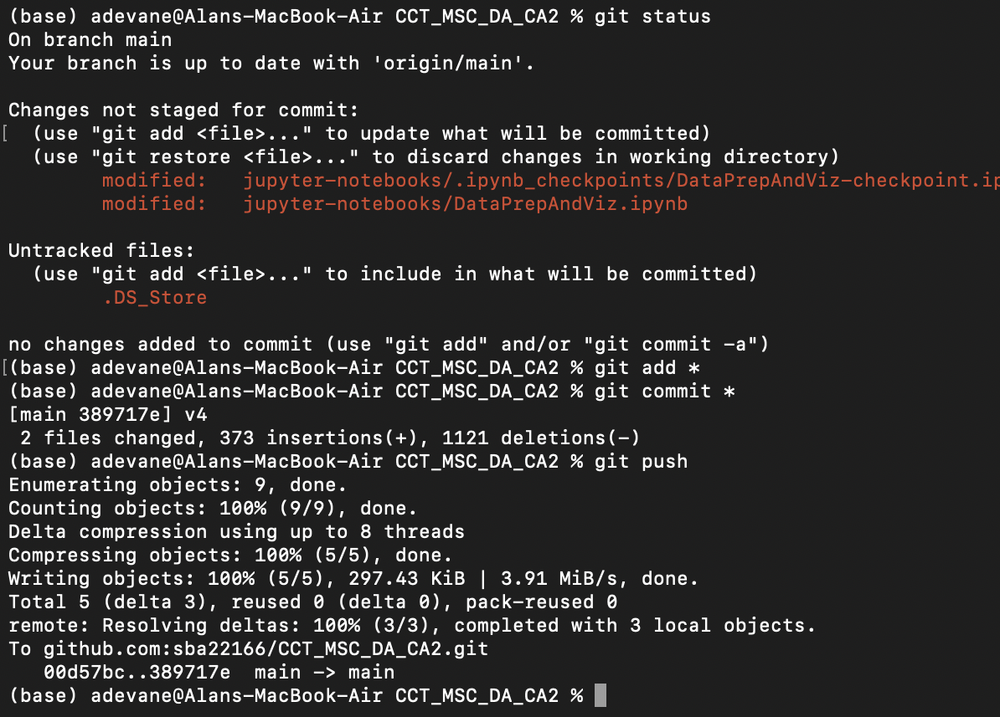 (base) adevane@Alans-MacBook-Air CCT_MSC_DA_CA2 % git status
On branch main
Your branch is up to date with 'origin/main'.

Changes not staged for commit:
[  (use "git add <file>..." to update what will be committed)
  (use "git restore <file>..." to discard changes in working directory)
        modified:   jupyter-notebooks/.ipynb_checkpoints/DataPrepAndViz-checkpoint.ip
        modified:   jupyter-notebooks/DataPrepAndViz.ipynb

Untracked files:
  (use "git add <file>..." to include in what will be committed)
        .DS_Store

no changes added to commit (use "git add" and/or "git commit -a")
[(base) adevane@Alans-MacBook-Air CCT_MSC_DA_CA2 % git add *
(base) adevane@Alans-MacBook-Air CCT_MSC_DA_CA2 % git commit *
[main 389717e] v4
 2 files changed, 373 insertions(+), 1121 deletions(-)
(base) adevane@Alans-MacBook-Air CCT_MSC_DA_CA2 % git push
Enumerating objects: 9, done.
Counting objects: 100% (9/9), done.
Delta compression using up to 8 threads
Compressing objects: 100% (5/5), done.
Writing objects: 100% (5/5), 297.43 KiB | 3.91 MiB/s, done.
Total 5 (delta 3), reused 0 (delta 0), pack-reused 0
remote: Resolving deltas: 100% (3/3), completed with 3 local objects.
To github.com:sba22166/CCT_MSC_DA_CA2.git
   00d57bc..389717e  main -> main
(base) adevane@Alans-MacBook-Air CCT_MSC_DA_CA2 %